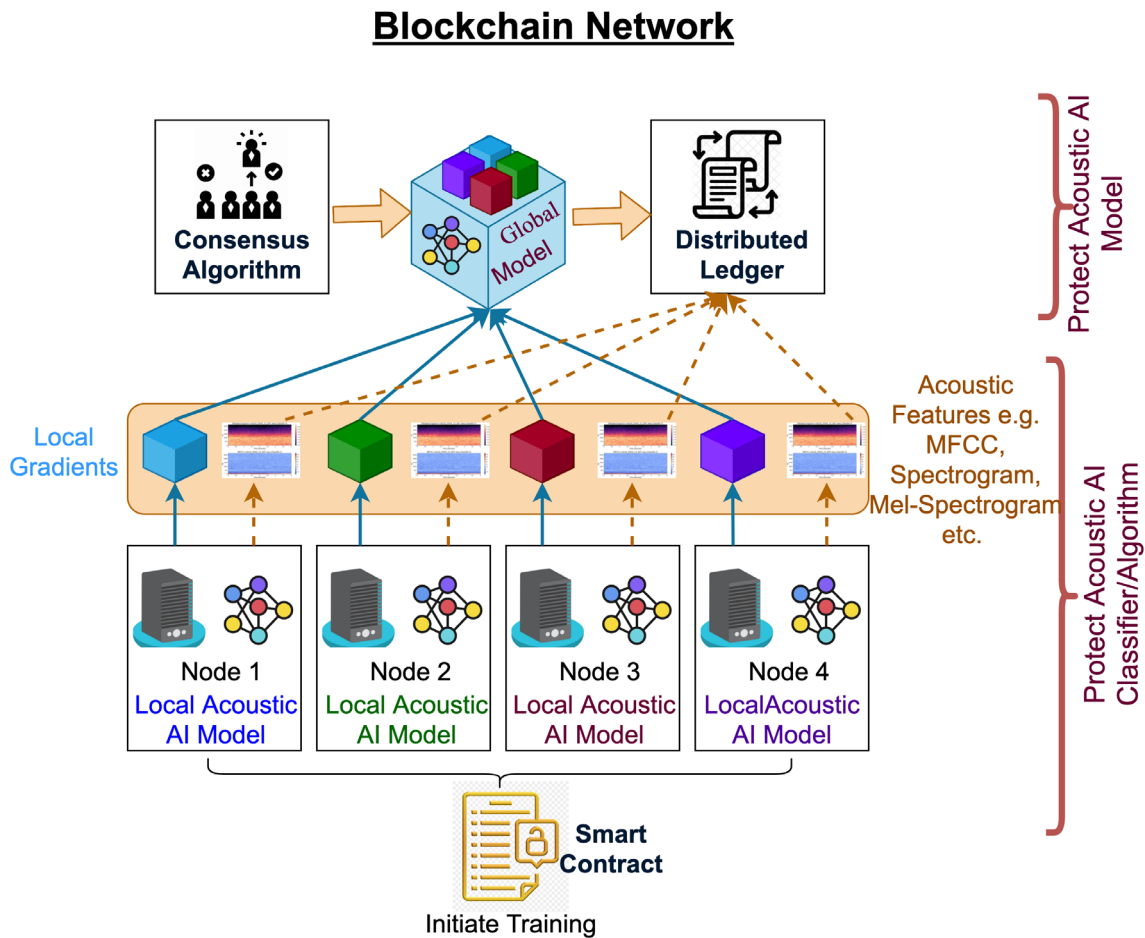 Blockchain Network
Consensus
Algorithm
Global
Model
Distributed
Ledger
Protect Acoustic AI
Model
Local
Gradients
Acoustic
Features e.g.
MFCC,
Spectrogram,
Mel-Spectrogram
etc.
Protect Acoustic AI
Classifier/Algorithm
Node 1
Local Acoustic
AI Model
Node 2
Local Acoustic
AI Model
Node 3
Local Acoustic
AI Model
Node 4
LocalAcoustic
AI Model
Smart
Contract
Initiate Training